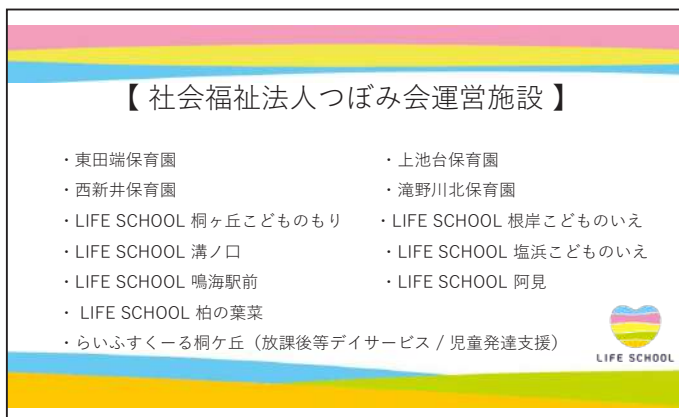 【 社会福祉法人つぼみ会運営施設 】
・東田端保育園
・上池台保育園
・西新井保育園
・滝野川北保育園
・LIFE SCHOOL 桐ヶ丘こどものもり
・LIFE SCHOOL 根岸こどものいえ
・LIFE SCHOOL 溝ノ口
・LIFE SCHOOL 塩浜こどものいえ
・LIFE SCHOOL 鳴海駅前
・LIFE SCHOOL 阿見
・ LIFE SCHOOL 柏の葉菜
・らいふすくーる桐ケ丘（放課後等デイサービス / 児童発達支援）
LIFE SCHOOL